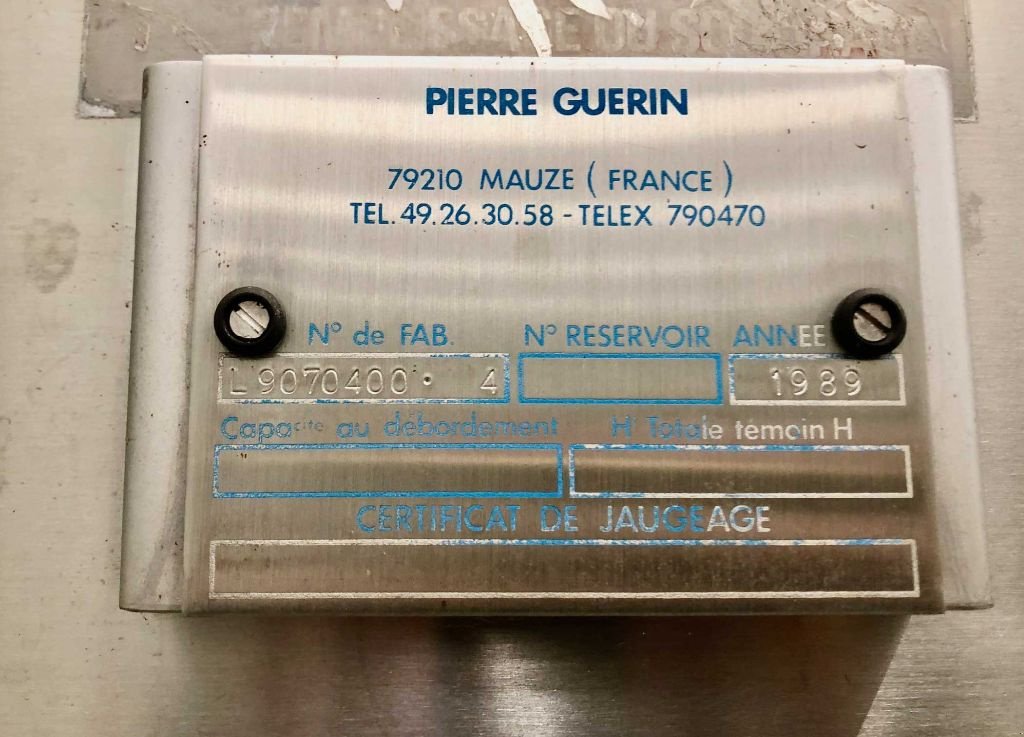 PIERRE GUERIN
79210 MAUZE ( FRANCE )
TEL. 49.26.30.58 - TELEX 790470
N° de FAB. N° RESERVOIR ANNEE
L 9070400 · 4 1989
Capacité au débordement Hr Totale temoin H
CERTIFICAT DE JAUGEAGE